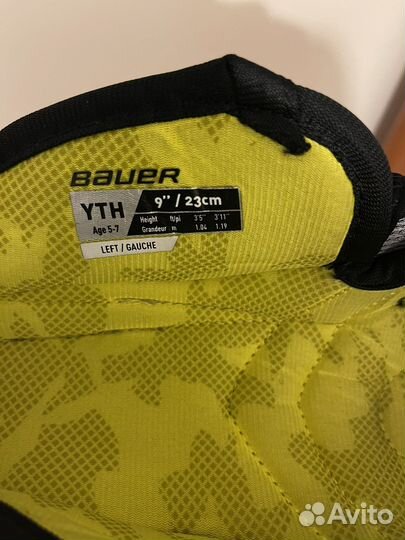 BAUER
YTH 9" / 23cm
Age 5-7 Height ft/pi 3'5" 3'11"
Grandeur m 1.04 1.19
LEFT / GAUCHE
Avito